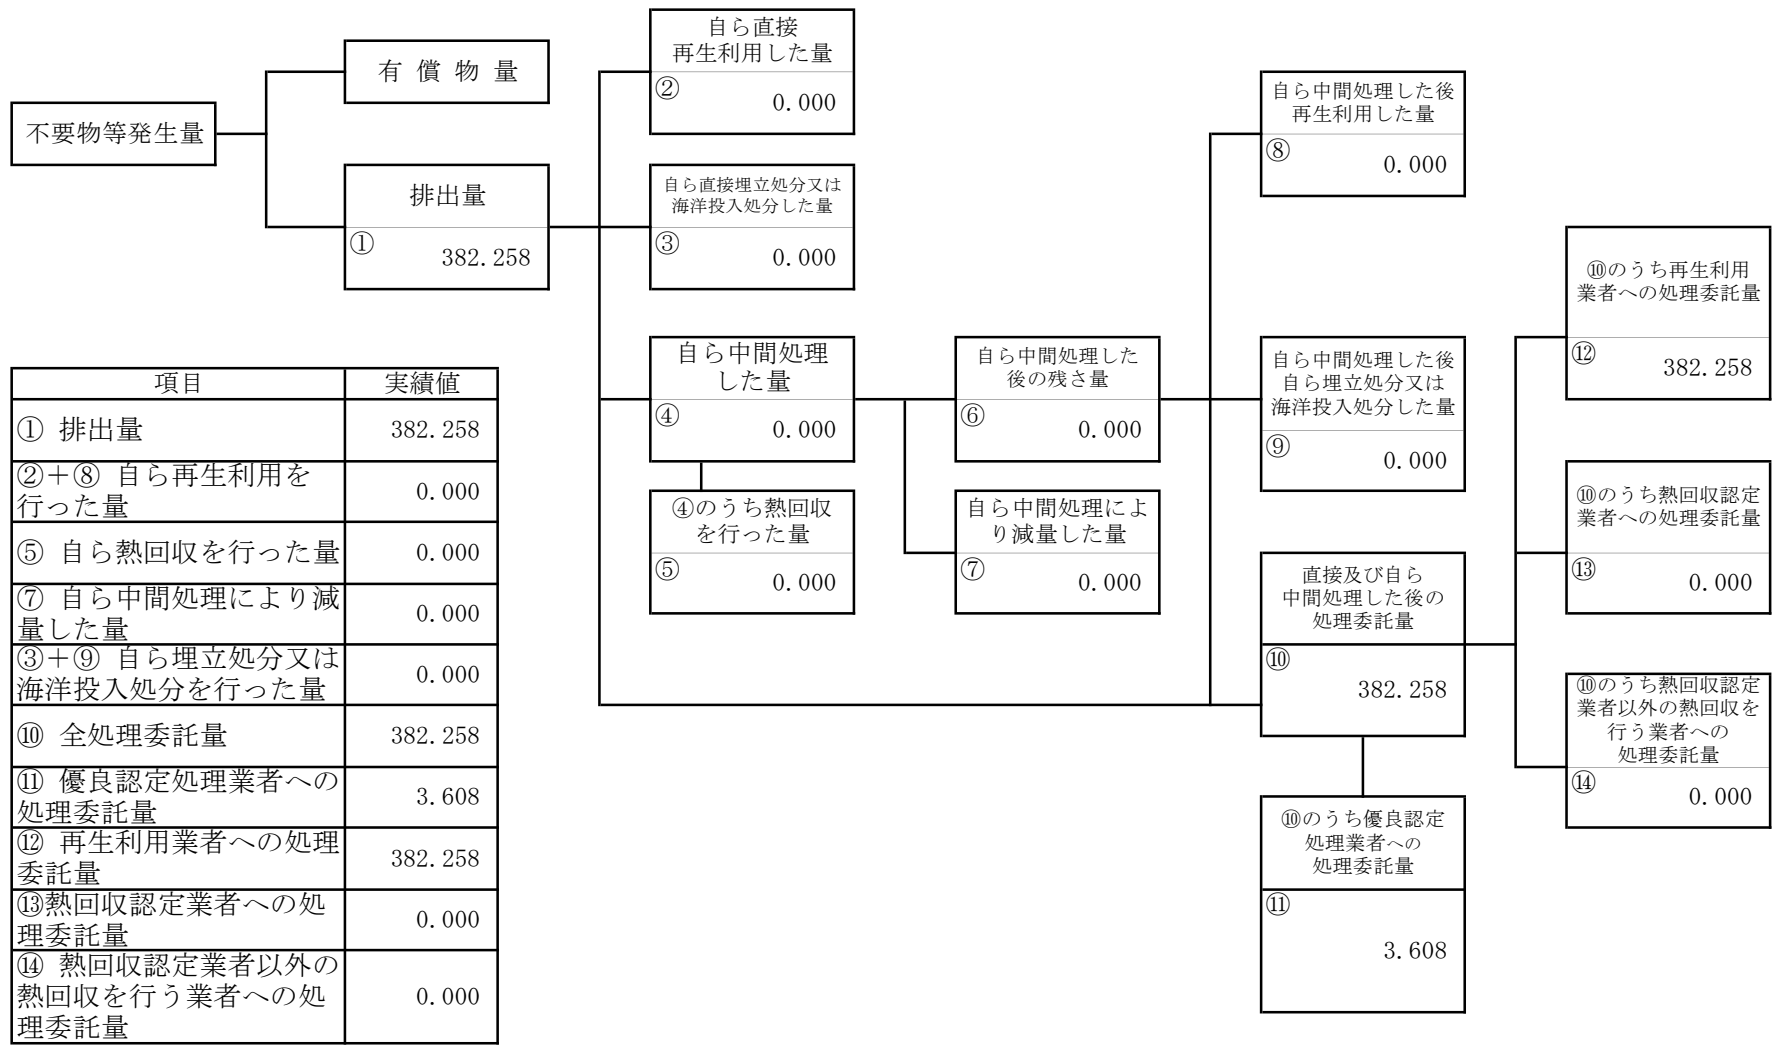 不要物等発生量
有 償 物 量
排出量
①
382.258
自ら直接
再生利用した量
②
0.000
自ら直接埋立処分又は
海洋投入処分した量
③
0.000
自ら中間処理
した量
④
0.000
④のうち熱回収
を行った量
⑤
0.000
自ら中間処理した
後の残さ量
⑥
0.000
自ら中間処理によ
り減量した量
⑦
0.000
自ら中間処理した後
再生利用した量
⑧
0.000
自ら中間処理した後
自ら埋立処分又は
海洋投入処分した量
⑨
0.000
直接及び自ら
中間処理した後の
処理委託量
⑩
382.258
⑩のうち優良認定
処理業者への
処理委託量
⑪
3.608
⑩のうち再生利用
業者への処理委託量
⑫
382.258
⑩のうち熱回収認定
業者への処理委託量
⑬
0.000
⑩のうち熱回収認定
業者以外の熱回収を
行う業者への
処理委託量
⑭
0.000
項目 実績値
① 排出量 382.258
②＋⑧ 自ら再生利用を
行った量 0.000
⑤ 自ら熱回収を行った量 0.000
⑦ 自ら中間処理により減
量した量 0.000
③＋⑨ 自ら埋立処分又は
海洋投入処分を行った量 0.000
⑩ 全処理委託量 382.258
⑪ 優良認定処理業者への
処理委託量 3.608
⑫ 再生利用業者への処理
委託量 382.258
⑬熱回収認定業者への処
理委託量 0.000
⑭ 熱回収認定業者以外の
熱回収を行う業者への処
理委託量 0.000